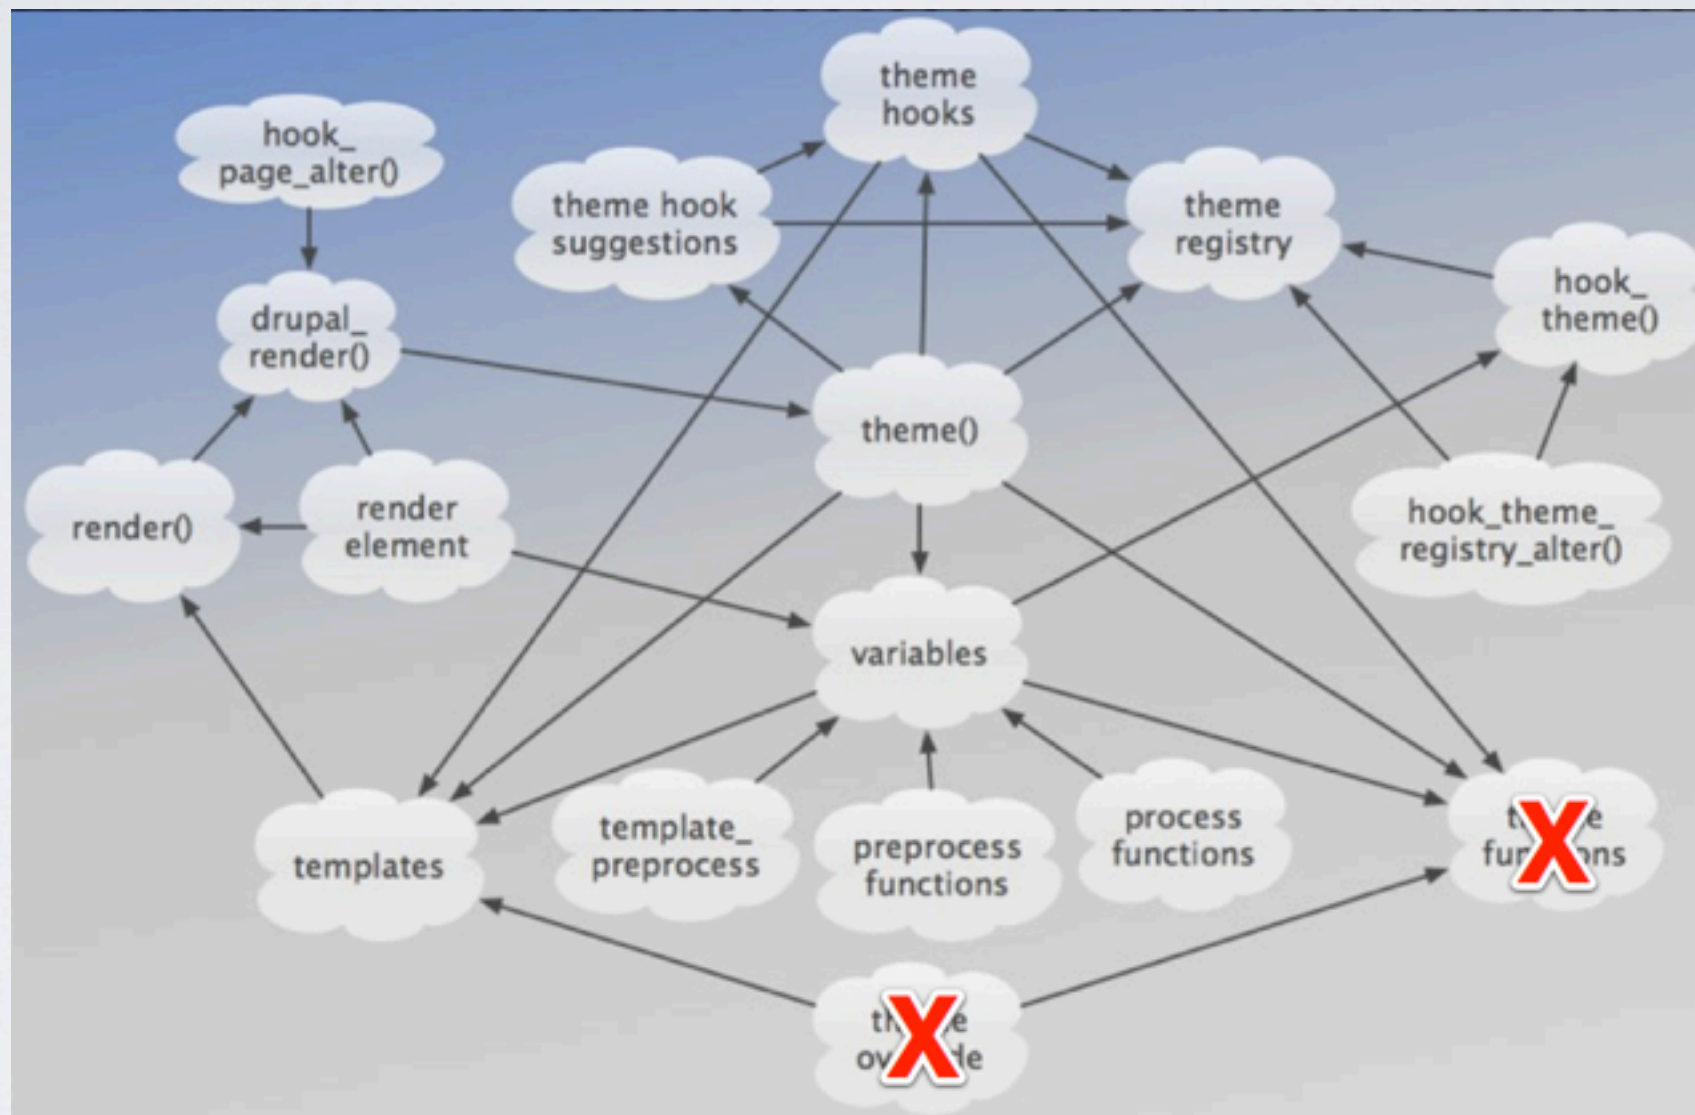 theme
hooks
hook_
page_alter()
theme hook
suggestions
theme
registry
hook_
theme()
drupal_
render()
theme()
render()
render
element
hook_theme_
registry_alter()
variables
templates
template_
preprocess
preprocess
functions
process
functions
X
X